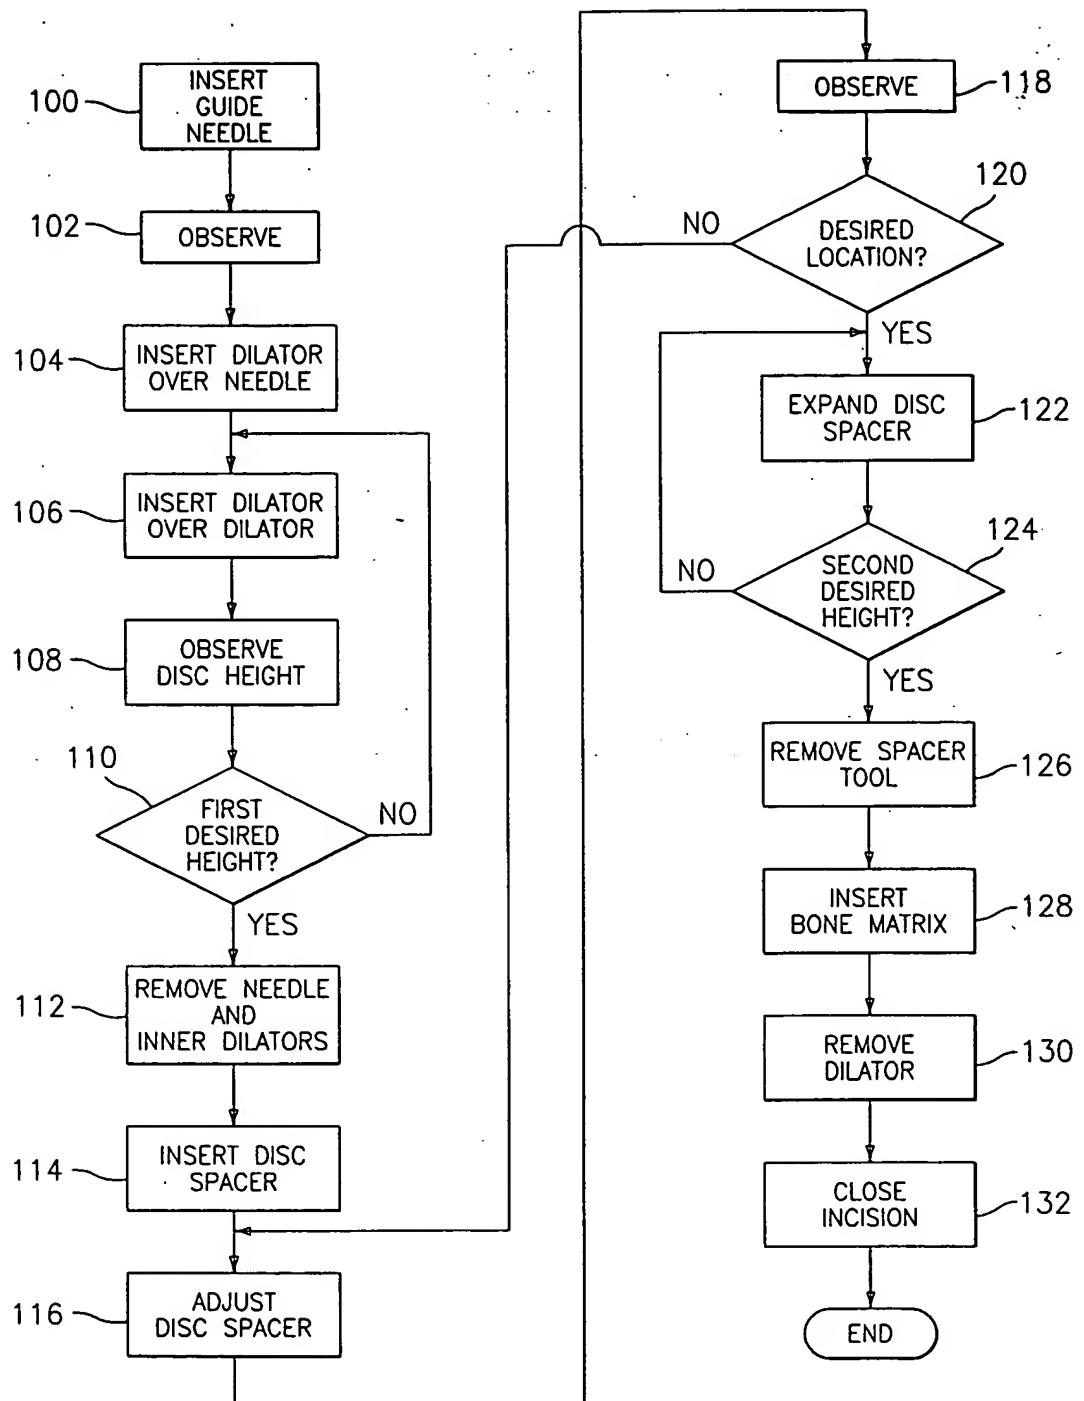 100
INSERT
GUIDE
NEEDLE
102
OBSERVE
104
INSERT DILATOR
OVER NEEDLE
106
INSERT DILATOR
OVER DILATOR
108
OBSERVE
DISC HEIGHT
110
FIRST
DESIRED
HEIGHT?
NO
YES
112
REMOVE NEEDLE
AND
INNER DILATORS
114
INSERT DISC
SPACER
116
ADJUST
DISC SPACER
OBSERVE
118
120
DESIRED
LOCATION?
NO
YES
EXPAND DISC
SPACER
122
124
SECOND
DESIRED
HEIGHT?
NO
YES
REMOVE SPACER
TOOL
126
INSERT
BONE MATRIX
128
REMOVE
DILATOR
130
CLOSE
INCISION
132
END